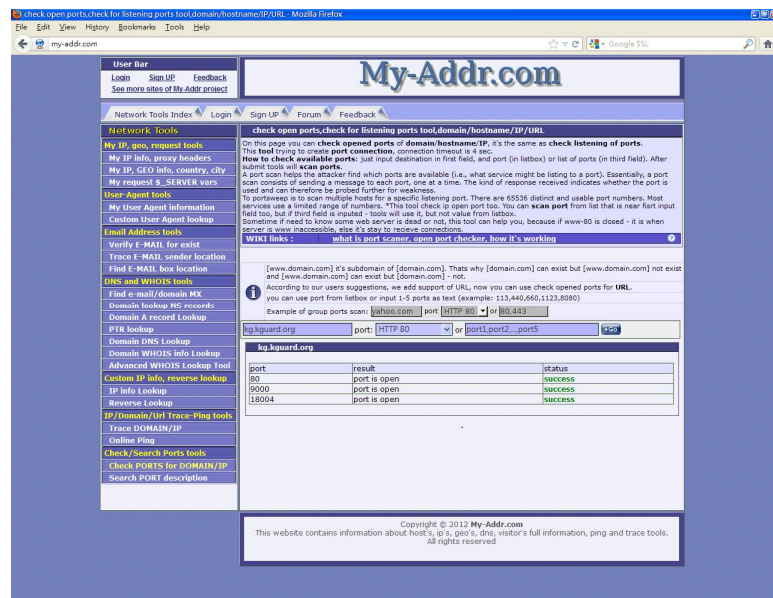 check open ports,check for listening ports tool,domain/hostname/IP/URL - Mozilla Firefox
File Edit View History Bookmarks Tools Help
my-addr.com
Google SSL
User Bar
Login Sign UP Feedback
See more sites of My-Addr project
My-Addr.com
Network Tools Index Login Sign UP Forum Feedback
Network Tools
My IP, geo, request tools
My IP info, proxy headers
My IP, GEO info, country, city
My request $_SERVER vars
User-Agent tools
My User Agent information
Custom User Agent lookup
Email Address tools
Verify E-MAIL for exist
Trace E-MAIL sender location
Find E-MAIL box location
DNS and WHOIS tools
Find e-mail/domain MX
Domain lookup NS records
Domain A record Lookup
PTR lookup
Domain DNS Lookup
Domain WHOIS info Lookup
Advanced WHOIS Lookup Tool
Custom IP info, reverse lookup
IP info Lookup
Reverse Lookup
IP/Domain/Url Trace-Ping tools
Trace DOMAIN/IP
Online Ping
Check/Search Ports tools
Check PORTS for DOMAIN/IP
Search PORT description
check open ports,check for listening ports tool,domain/hostname/IP/URL
On this page you can check opened ports of domain/hostname/IP, it's the same as check listening of ports.
This tool trying to create port connection, connection timeout is 4 sec.
How to check available ports: just input destination in first field, and port (in listbox) or list of ports (in third field). After
submit tools will scan ports.
A port scan helps the attacker find which ports are available (i.e., what service might be listing to a port). Essentially, a port
scan consists of sending a message to each port, one at a time. The kind of response received indicates whether the port is
used and can therefore be probed further for weakness.
To portsweep is to scan multiple hosts for a specific listening port. There are 65536 distinct and usable port numbers. Most
services use a limited range of numbers. *This tool check ip open port too. You can scan port from list that is near fisrt input
field too, but if third field is inputed - tools will use it, but not value from listbox.
Sometime if need to know some web server is dead or not, this tool can help you, because if www-80 is closed - it is when
server is www inaccessible, else it's stay to recieve connections.
WIKI links : what is port scaner, open port checker, how it's working
[www.domain.com] it's subdomain of [domain.com]. Thats why [domain.com] can exist but [www.domain.com] not exist
and [www.domain.com] can exist but [domain.com] - not.
According to our users suggestions, we add support of URL, now you can use check opened ports for URL.
you can use port from listbox or input 1-5 ports as text (example: 113,440,660,1123,8080)
Example of group ports scan: yahoo.com port HTTP 80 or 80,443
kg.kguard.org port: HTTP 80 or port1,port2,...,port5 Go
kg.kguard.org
port result status
80 port is open success
9000 port is open success
18004 port is open success
Copyright © 2012 My-Addr.com
This website contains information about host's, ip's, geo's, dns, visitor's full information, ping and trace tools.
All rights reserved